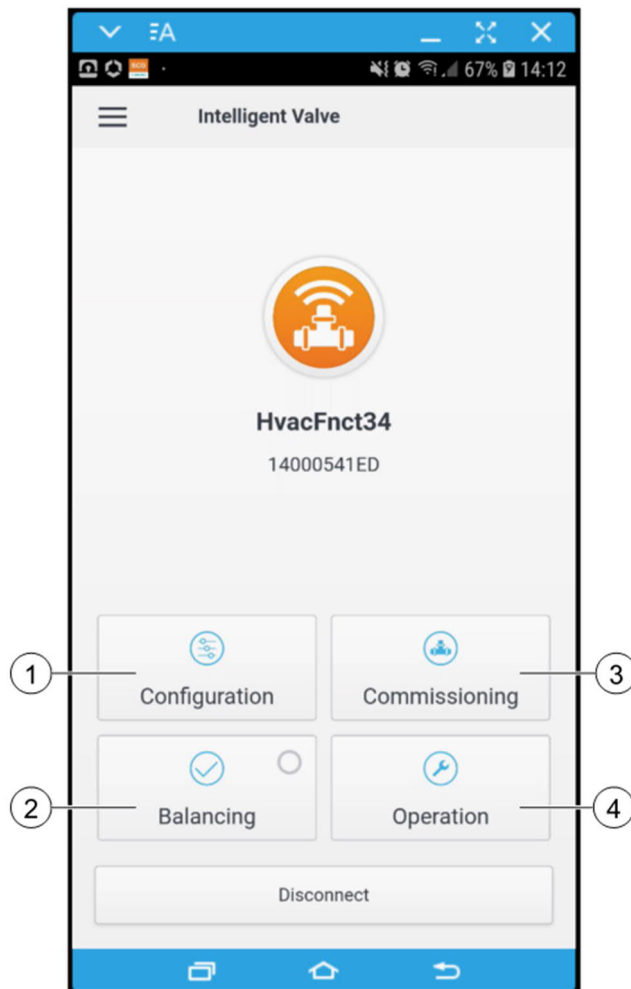 ΞA
67% 14:12
Intelligent Valve
HvacFnct34
14000541ED
1 Configuration
Commissioning 3
2 Balancing
Operation 4
Disconnect